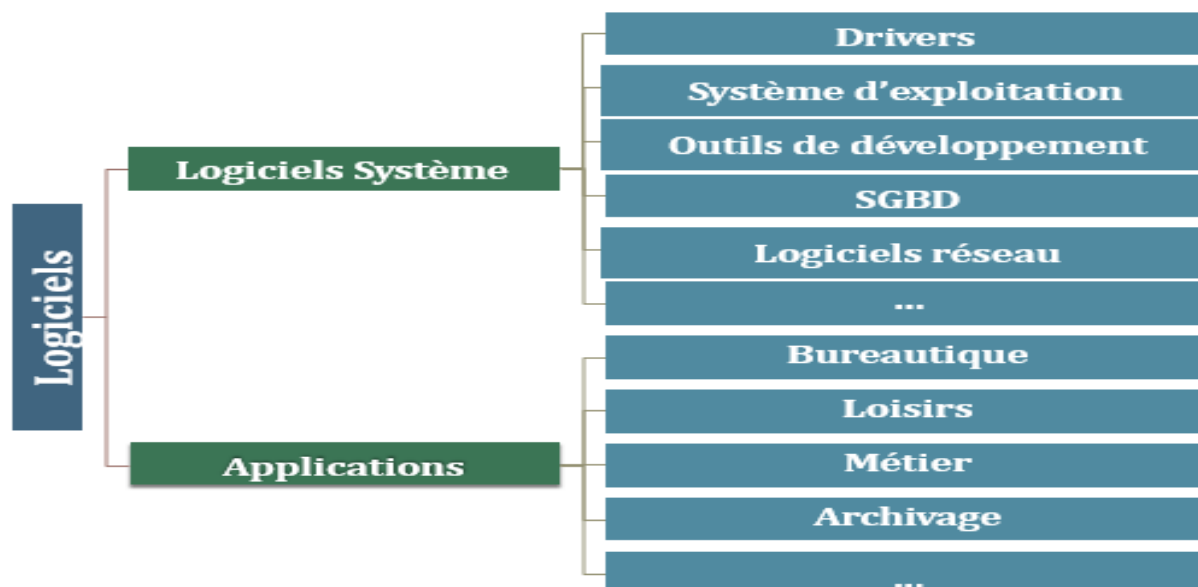 Logiciels
Logiciels Système
Drivers
Système d'exploitation
Outils de développement
SGBD
Logiciels réseau
...
Applications
Bureautique
Loisirs
Métier
Archivage
...